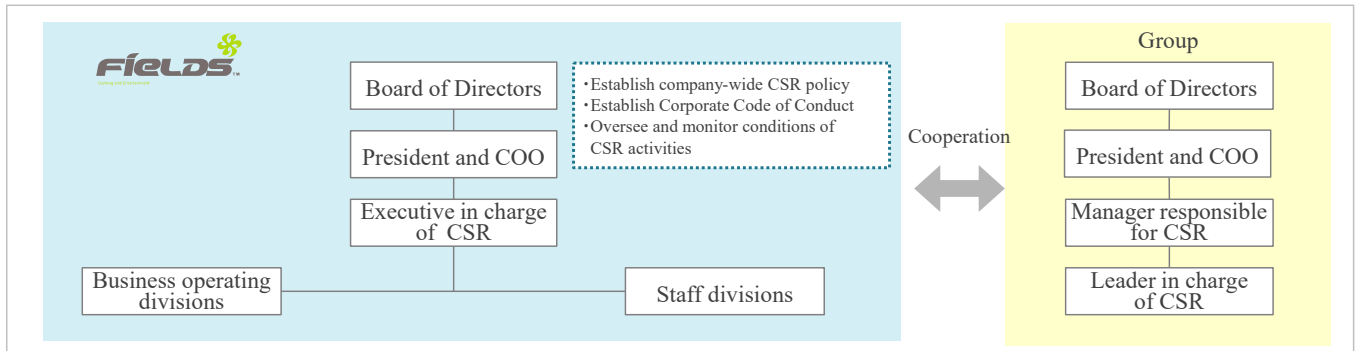 FíELDS
TM
Board of Directors
・Establish company-wide CSR policy
・Establish Corporate Code of Conduct
・Oversee and monitor conditions of
CSR activities
President and COO
Executive in charge
of CSR
Business operating
divisions
Staff divisions
Cooperation
Group
Board of Directors
President and COO
Manager responsible
for CSR
Leader in charge
of CSR